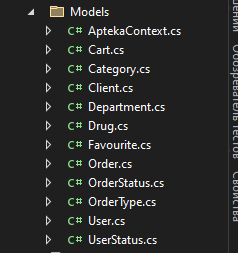 Models
C# AptekaContext.cs
C# Cart.cs
C# Category.cs
C# Client.cs
C# Department.cs
C# Drug.cs
C# Favourite.cs
C# Order.cs
C# OrderStatus.cs
C# OrderType.cs
C# User.cs
C# UserStatus.cs
Обозреватель тестов
Свойства